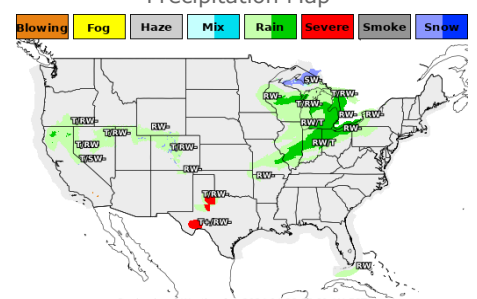 Precipitation Map
Blowing Fog Haze Mix Rain Severe Smoke Snow
SW-
RW- T/RW-
T/RW-
RW- RW-
T/RW- RW/T
RW- RW-
T/RW-
T/RW T/RW- RW/T
T/SW-
RW- RW-
T/RW-
T+/RW-
RW-